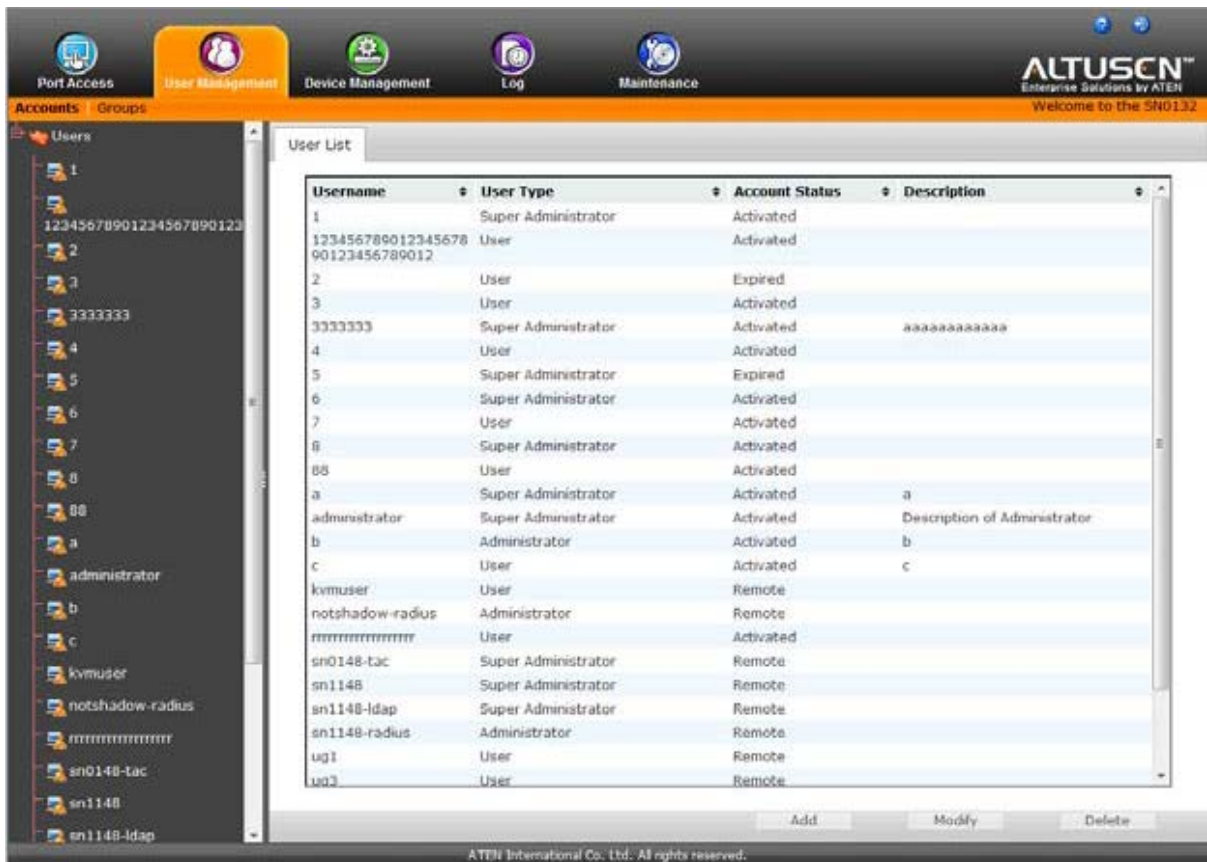 Port Access
User Management
Device Management
Log
Maintenance
ALTUSEN™
Enterprise Solutions by ATEN
Accounts Groups
Welcome to the SN0132
Users
1
12345678901234567890123
2
3
3333333
4
5
6
7
8
88
a
administrator
b
c
kvmuser
notshadow-radius
sn0148-tac
sn1148
sn1148-ldap
User List
Username User Type Account Status Description
1 Super Administrator Activated
123456789012345678 User Activated
90123456789012
2 User Expired
3 User Activated
3333333 Super Administrator Activated aaaaaaaaaaaa
4 User Activated
5 Super Administrator Expired
6 Super Administrator Activated
7 User Activated
8 Super Administrator Activated
88 User Activated
a Super Administrator Activated a
administrator Super Administrator Activated Description of Administrator
b Administrator Activated b
c User Activated c
kvmuser User Remote
notshadow-radius Administrator Remote
User Activated
sn0148-tac Super Administrator Remote
sn1148 Super Administrator Remote
sn1148-ldap Super Administrator Remote
sn1148-radius Administrator Remote
ug1 User Remote
ug3 User Remote
Add Modify Delete
ATEN International Co. Ltd. All rights reserved.